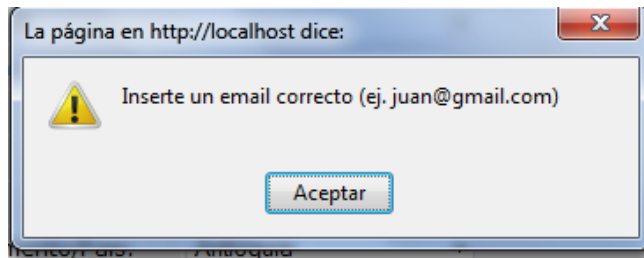 La página en http://localhost dice:
Inserte un email correcto (ej. juan@gmail.com)
Aceptar